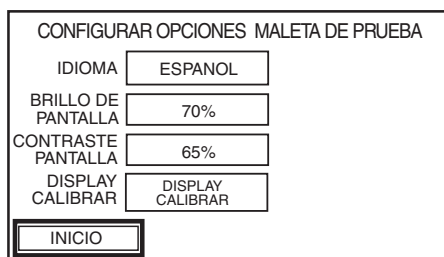 CONFIGURAR OPCIONES MALETA DE PRUEBA
IDIOMA ESPANOL
BRILLO DE
PANTALLA 70%
CONTRASTE
PANTALLA 65%
DISPLAY
CALIBRAR
DISPLAY
CALIBRAR
INICIO